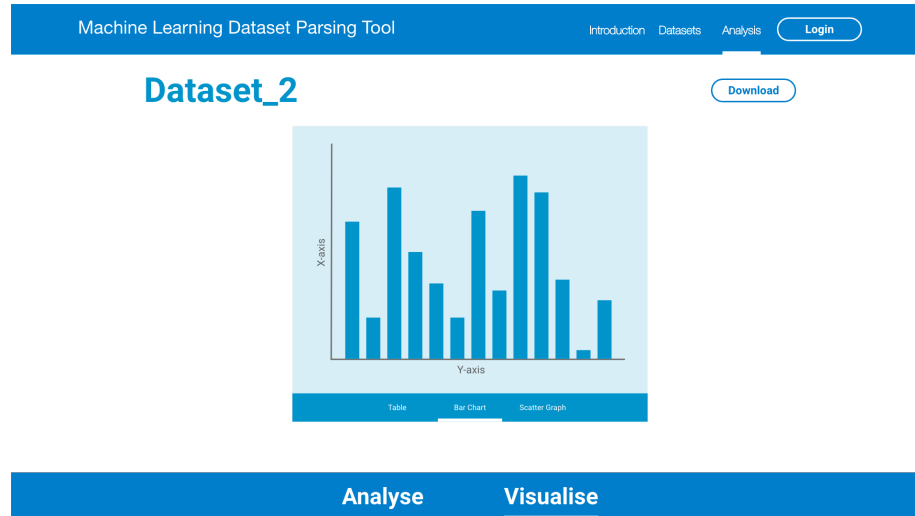 Machine Learning Dataset Parsing Tool
Introduction Datasets Analysis Login
Dataset_2
Download
X-axis
Y-axis
Table Bar Chart Scatter Graph
Analyse Visualise